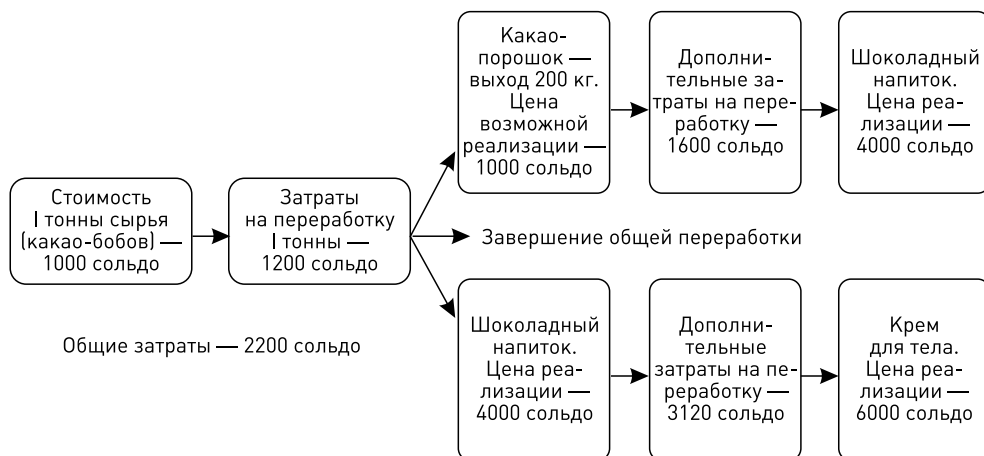 Какао-
порошок —
выход 200 кг.
Цена
возможной
реализации —
1000 сольдо
Дополни-
тельные за-
траты на пере-
работку —
1600 сольдо
Шоколадный
напиток.
Цена реа-
лизации —
4000 сольдо
Стоимость
I тонны сырья
(какао-бобов) —
1000 сольдо
Затраты
на переработку
I тонны —
1200 сольдо
Завершение общей переработки
Общие затраты — 2200 сольдо
Шоколадный
напиток.
Цена реа-
лизации —
4000 сольдо
Дополни-
тельные
затраты на пе-
реработку —
3120 сольдо
Крем
для тела.
Цена реа-
лизации —
6000 сольдо